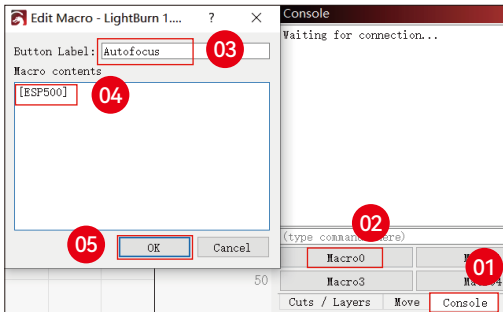 Edit Macro - LightBurn 1.... ? ×
Button Label: Autofocus 03
Macro contents
[ESP500] 04
05 OK Cancel
50
Console
Waiting for connection...
02
(type comman here)
Macro0
01
Macro3
Cuts / Layers Move Console